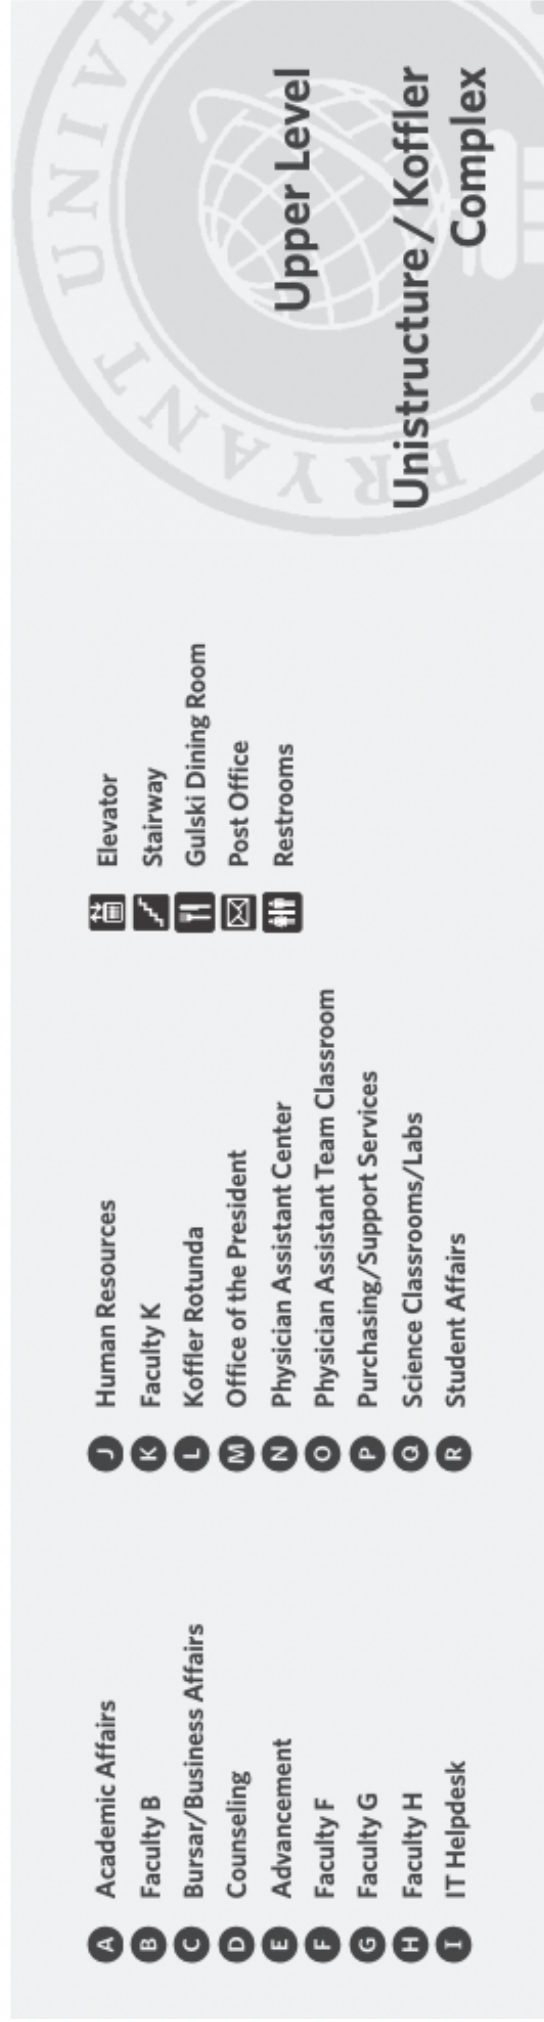 A Academic Affairs
B Faculty B
C Bursar/Business Affairs
D Counseling
E Advancement
F Faculty F
G Faculty G
H Faculty H
I IT Helpdesk
J Human Resources
K Faculty K
L Koffler Rotunda
M Office of the President
N Physician Assistant Center
O Physician Assistant Team Classroom
P Purchasing/Support Services
Q Science Classrooms/Labs
R Student Affairs
Elevator
Stairway
Gulski Dining Room
Post Office
Restrooms
Upper Level
Unistructure/Koffler
Complex
BRYANT UNIVE